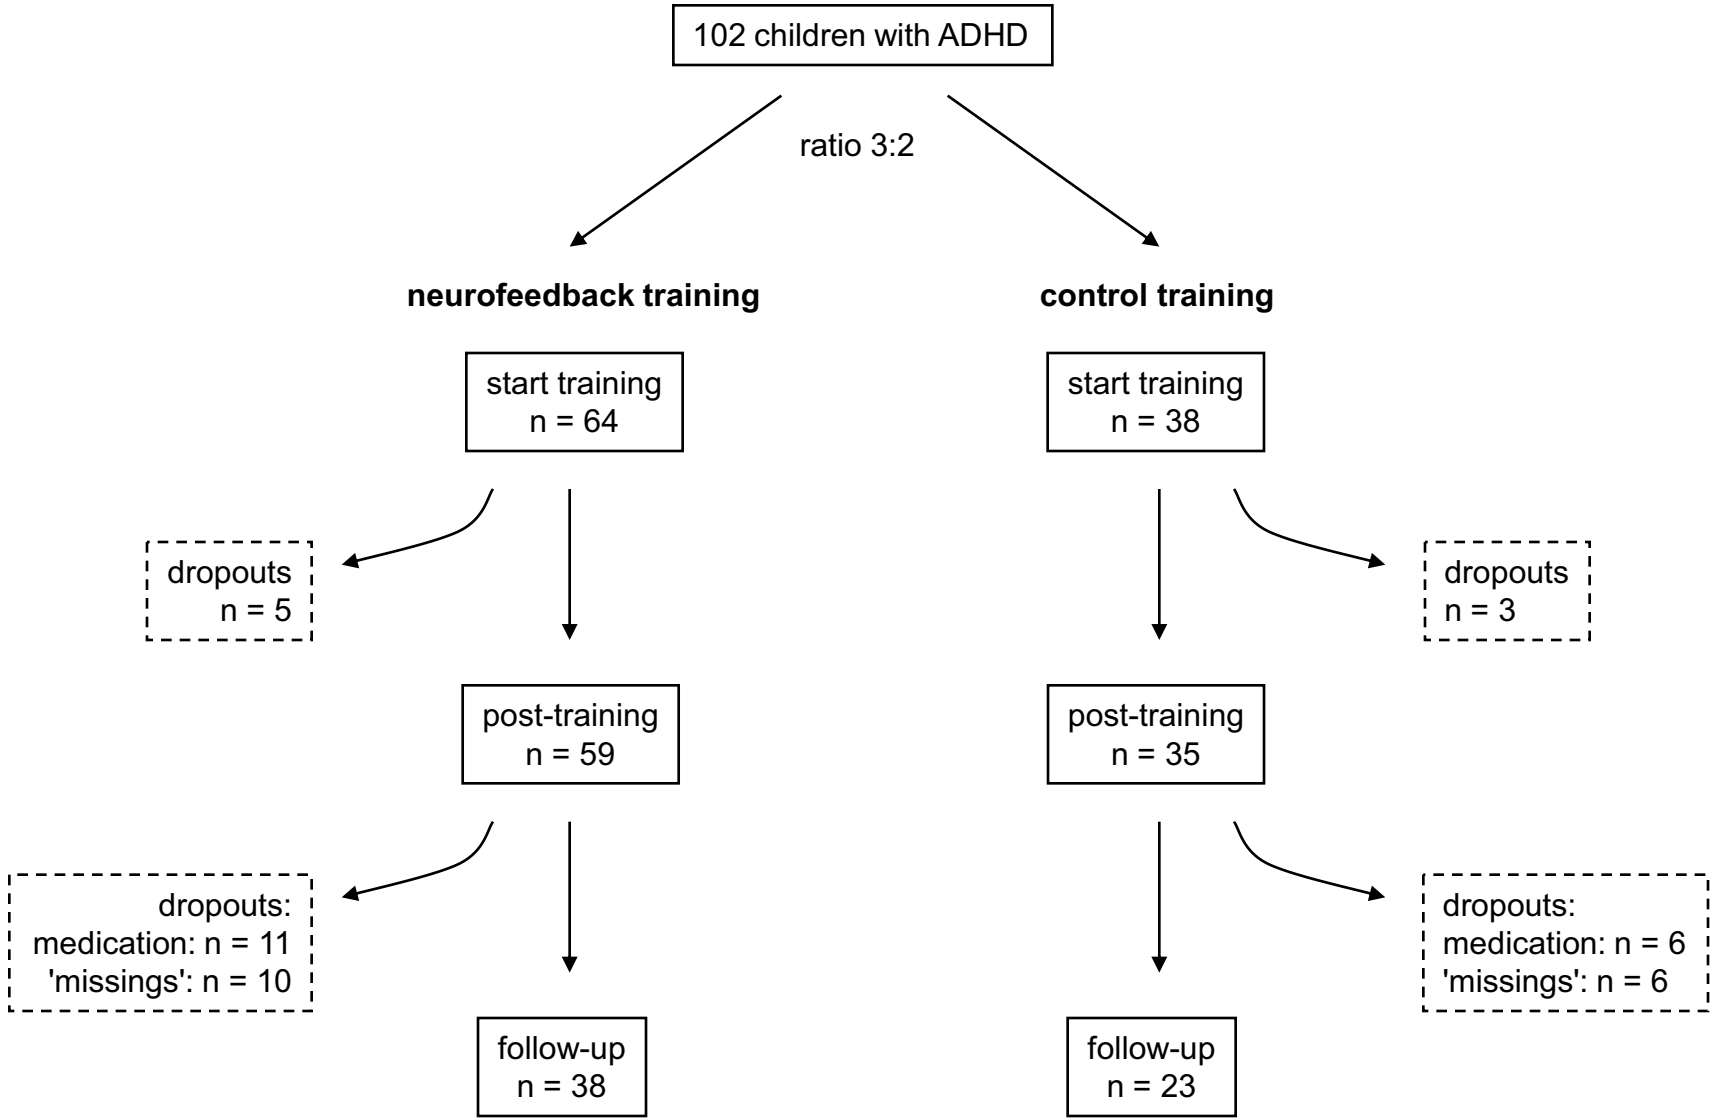 102 children with ADHD
ratio 3:2
neurofeedback training
control training
start training
n = 64
start training
n = 38
dropouts
n = 5
dropouts
n = 3
post-training
n = 59
post-training
n = 35
dropouts:
medication: n = 11
'missings': n = 10
dropouts:
medication: n = 6
'missings': n = 6
follow-up
n = 38
follow-up
n = 23